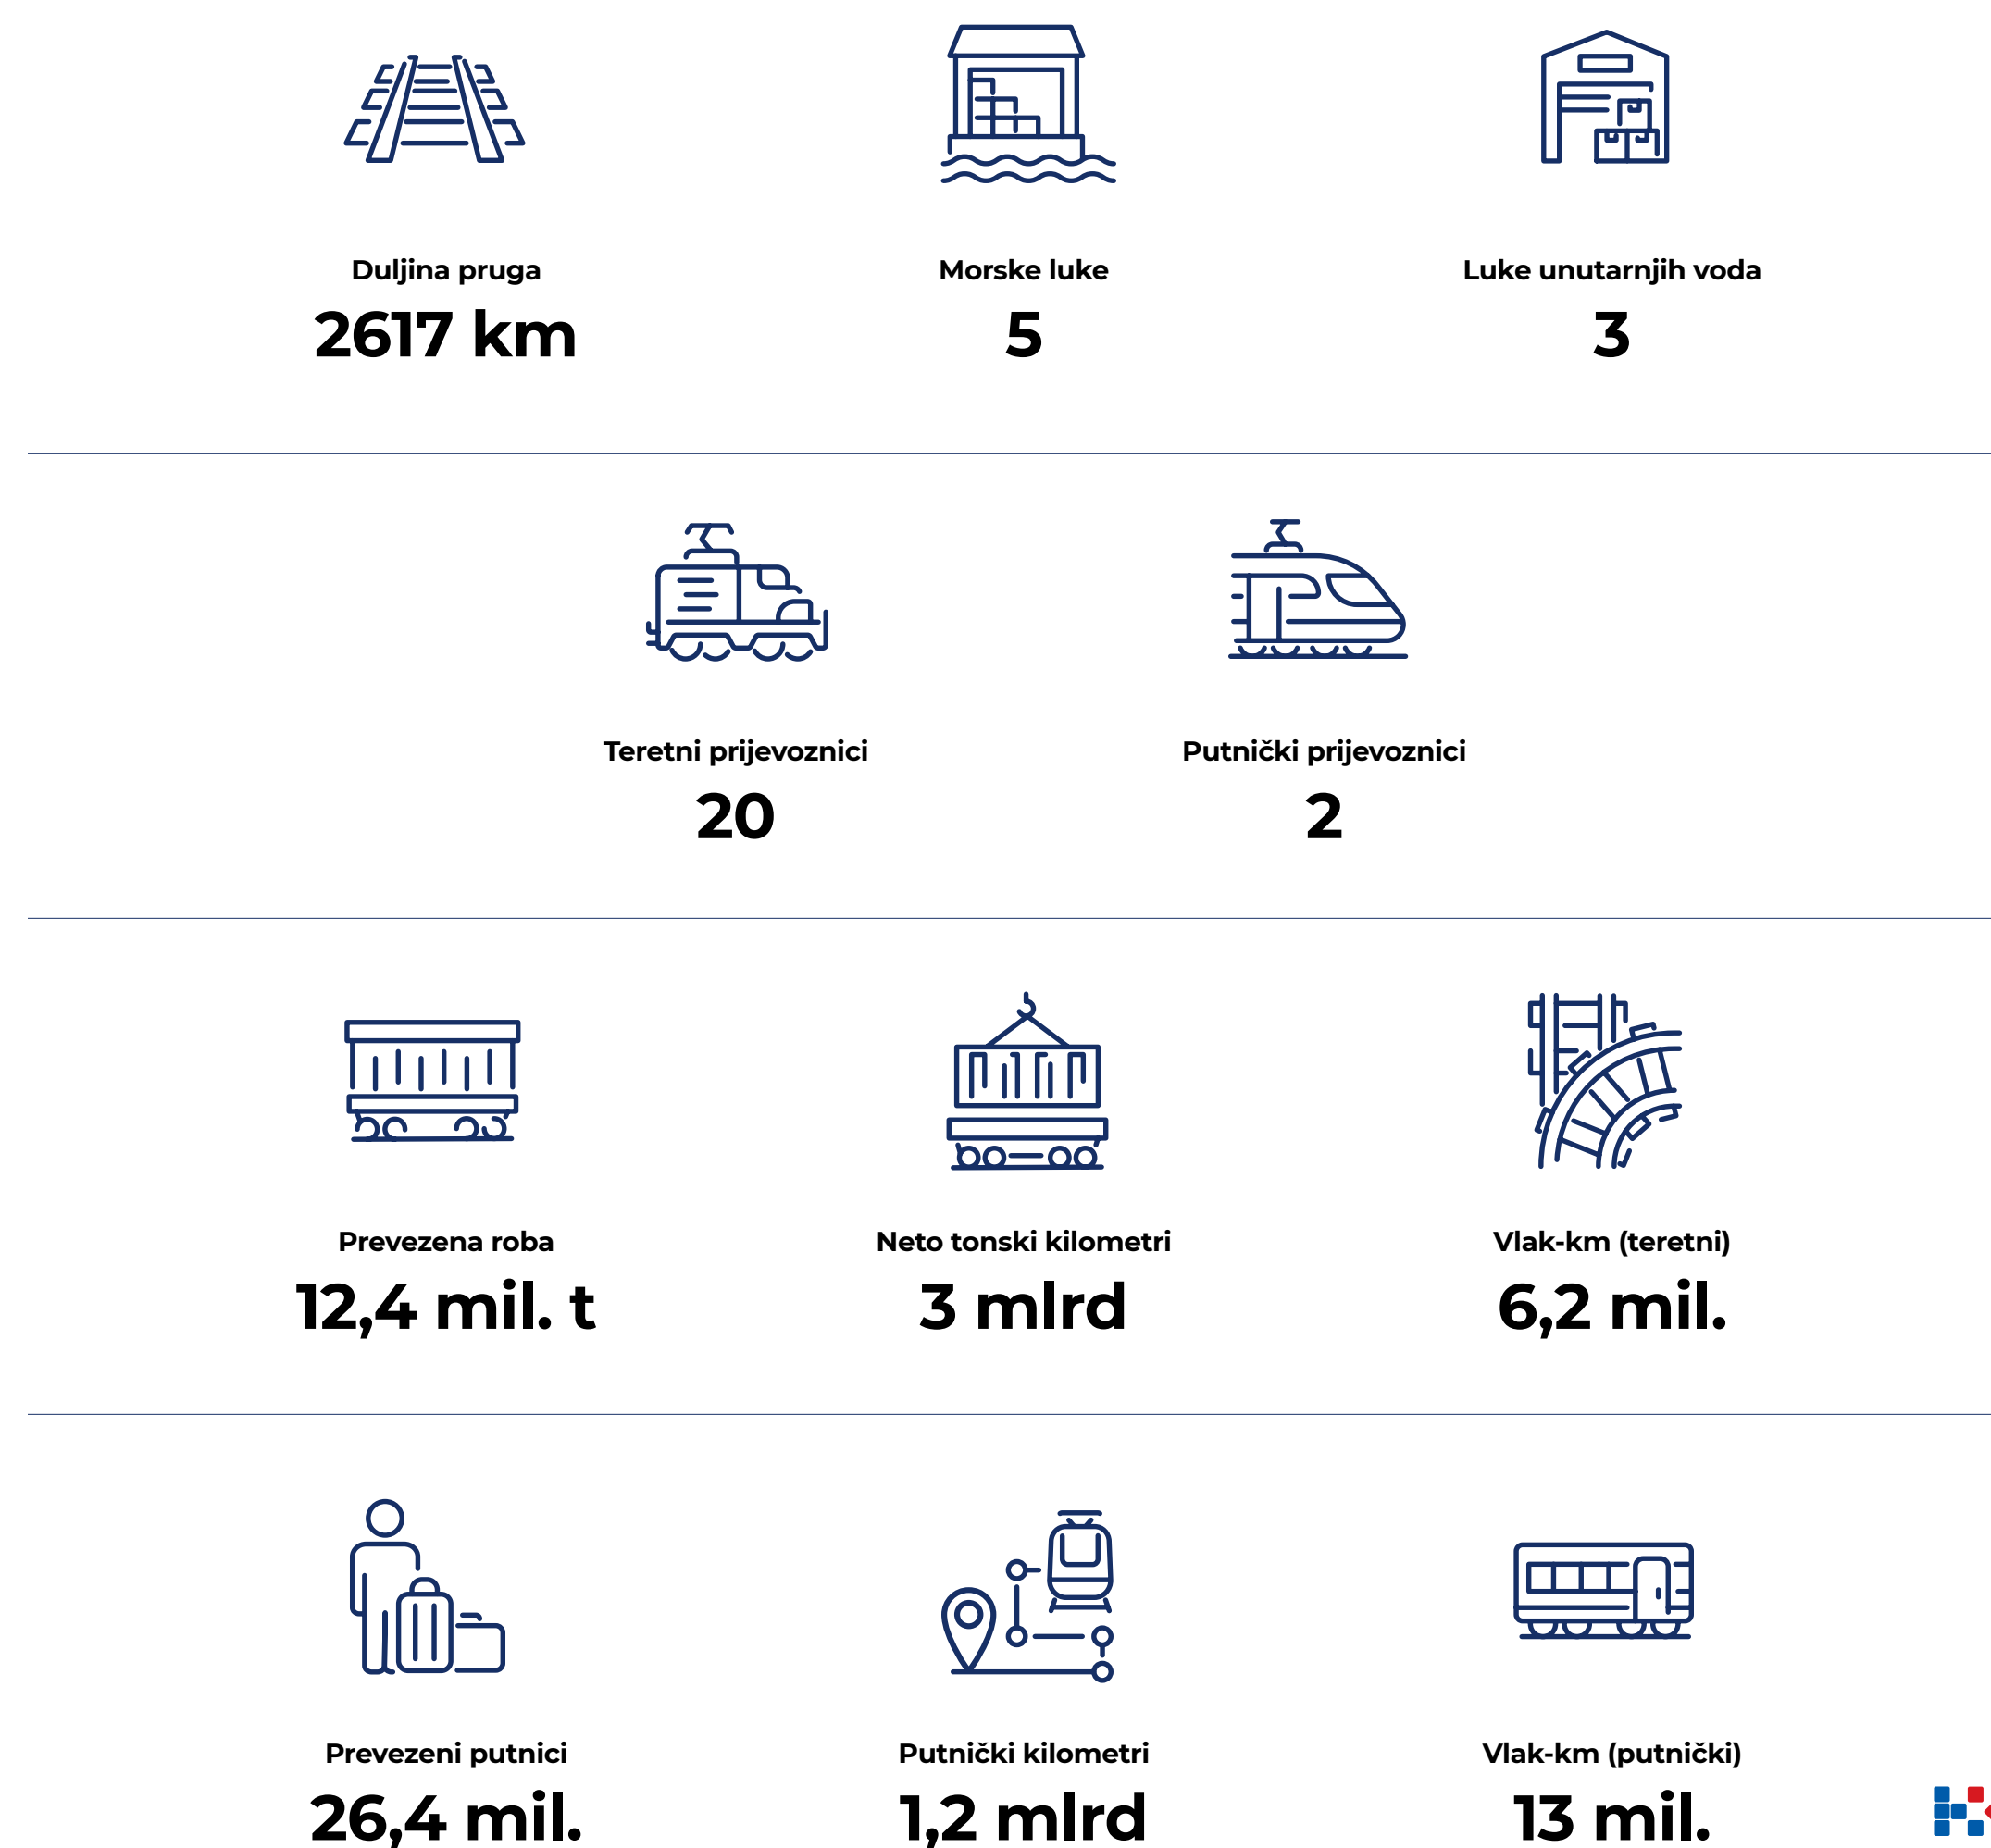 Duljina pruga
2617 km
Morske luke
5
Luke unutarnjih voda
3
Teretni prijevoznici
20
Putnički prijevoznici
2
Prevezena roba
12,4 mil. t
Neto tonski kilometri
3 mlrd
Vlak-km (teretni)
6,2 mil.
Prevezeni putnici
26,4 mil.
Putnički kilometri
1,2 mlrd
Vlak-km (putnički)
13 mil.